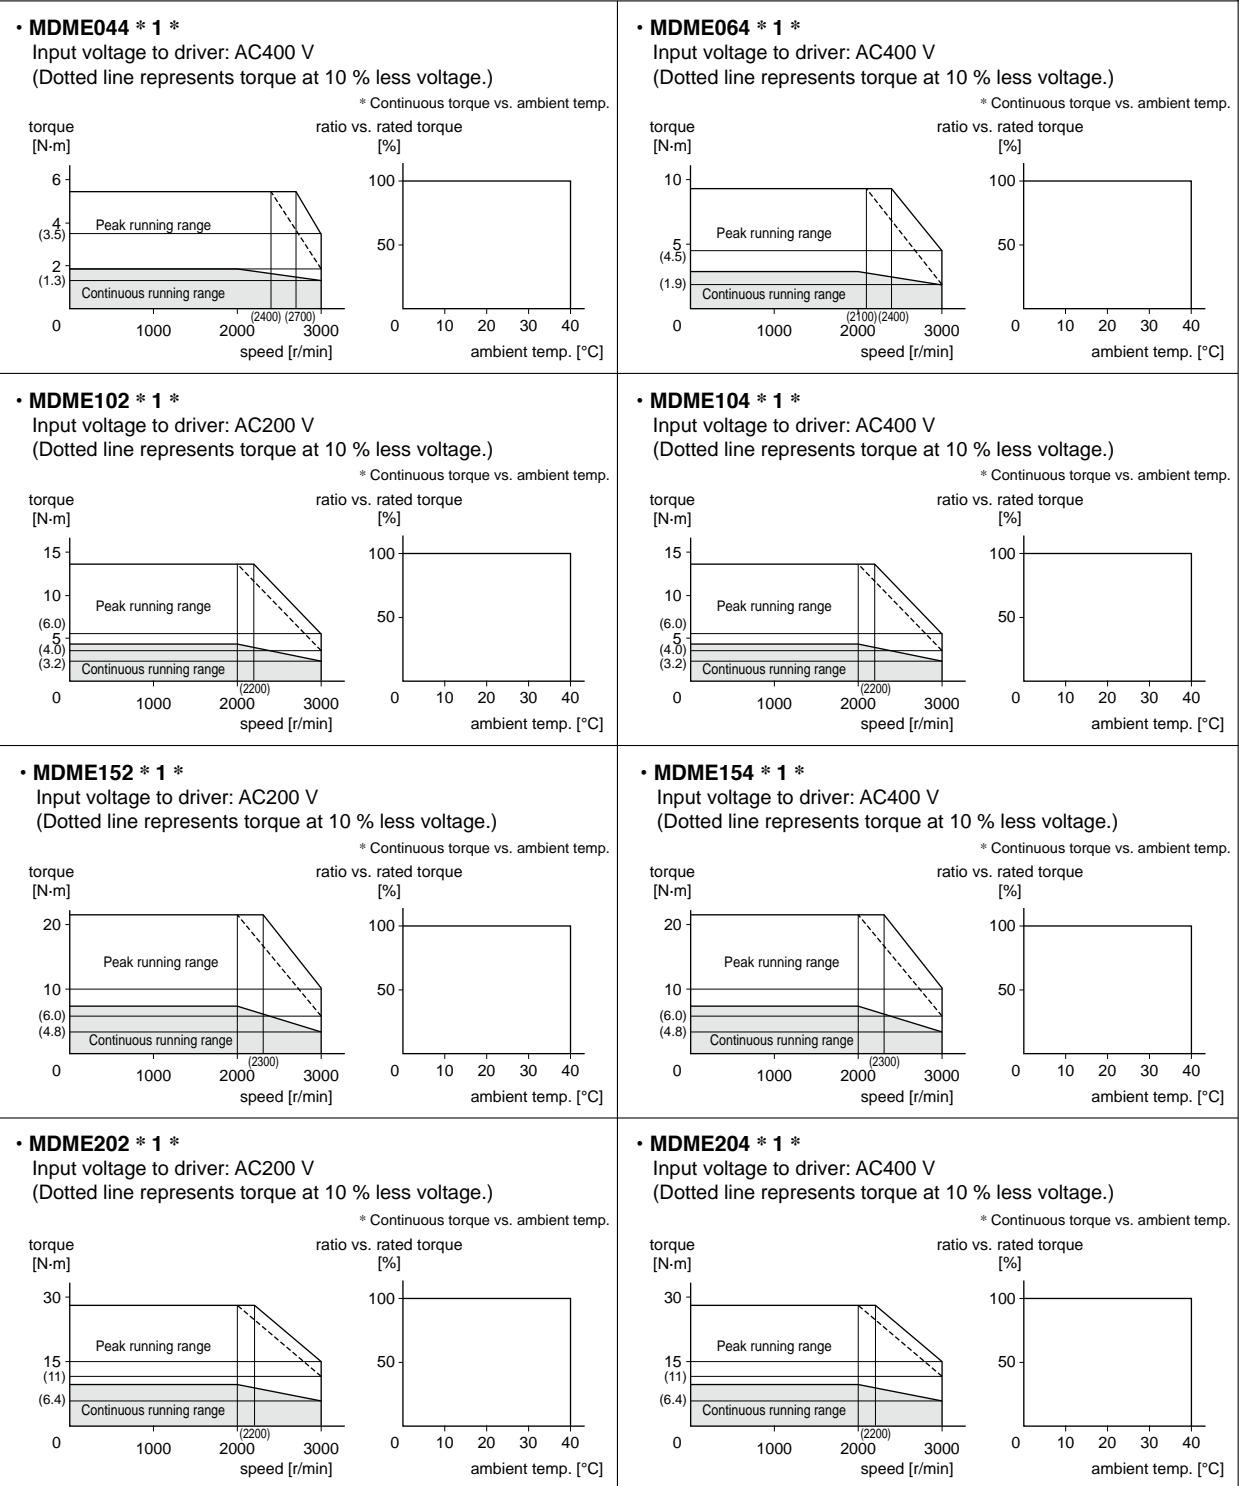 ・MDME044 * 1 *
Input voltage to driver: AC400 V
(Dotted line represents torque at 10 % less voltage.)
* Continuous torque vs. ambient temp.
torque
[N·m]
6
4
(3.5)
2
(1.3)
Peak running range
Continuous running range
0
1000
2000
(2400) (2700)
3000
speed [r/min]
ratio vs. rated torque
[%]
100
50
0 10 20 30 40
ambient temp. [°C]
・MDME064 * 1 *
Input voltage to driver: AC400 V
(Dotted line represents torque at 10 % less voltage.)
* Continuous torque vs. ambient temp.
torque
[N·m]
10
5
(4.5)
(1.9)
Peak running range
Continuous running range
0
1000
2000
(2100) (2400)
3000
speed [r/min]
ratio vs. rated torque
[%]
100
50
0 10 20 30 40
ambient temp. [°C]
・MDME102 * 1 *
Input voltage to driver: AC200 V
(Dotted line represents torque at 10 % less voltage.)
* Continuous torque vs. ambient temp.
torque
[N·m]
15
10
(6.0)
5
(4.0)
(3.2)
Peak running range
Continuous running range
0
1000
2000
(2200)
3000
speed [r/min]
ratio vs. rated torque
[%]
100
50
0 10 20 30 40
ambient temp. [°C]
・MDME104 * 1 *
Input voltage to driver: AC400 V
(Dotted line represents torque at 10 % less voltage.)
* Continuous torque vs. ambient temp.
torque
[N·m]
15
10
(6.0)
5
(4.0)
(3.2)
Peak running range
Continuous running range
0
1000
2000
(2200)
3000
speed [r/min]
ratio vs. rated torque
[%]
100
50
0 10 20 30 40
ambient temp. [°C]
・MDME152 * 1 *
Input voltage to driver: AC200 V
(Dotted line represents torque at 10 % less voltage.)
* Continuous torque vs. ambient temp.
torque
[N·m]
20
10
(6.0)
(4.8)
Peak running range
Continuous running range
0
1000
2000
(2300)
3000
speed [r/min]
ratio vs. rated torque
[%]
100
50
0 10 20 30 40
ambient temp. [°C]
・MDME154 * 1 *
Input voltage to driver: AC400 V
(Dotted line represents torque at 10 % less voltage.)
* Continuous torque vs. ambient temp.
torque
[N·m]
20
10
(6.0)
(4.8)
Peak running range
Continuous running range
0
1000
2000
(2300)
3000
speed [r/min]
ratio vs. rated torque
[%]
100
50
0 10 20 30 40
ambient temp. [°C]
・MDME202 * 1 *
Input voltage to driver: AC200 V
(Dotted line represents torque at 10 % less voltage.)
* Continuous torque vs. ambient temp.
torque
[N·m]
30
15
(11)
(6.4)
Peak running range
Continuous running range
0
1000
2000
(2200)
3000
speed [r/min]
ratio vs. rated torque
[%]
100
50
0 10 20 30 40
ambient temp. [°C]
・MDME204 * 1 *
Input voltage to driver: AC400 V
(Dotted line represents torque at 10 % less voltage.)
* Continuous torque vs. ambient temp.
torque
[N·m]
30
15
(11)
(6.4)
Peak running range
Continuous running range
0
1000
2000
(2200)
3000
speed [r/min]
ratio vs. rated torque
[%]
100
50
0 10 20 30 40
ambient temp. [°C]